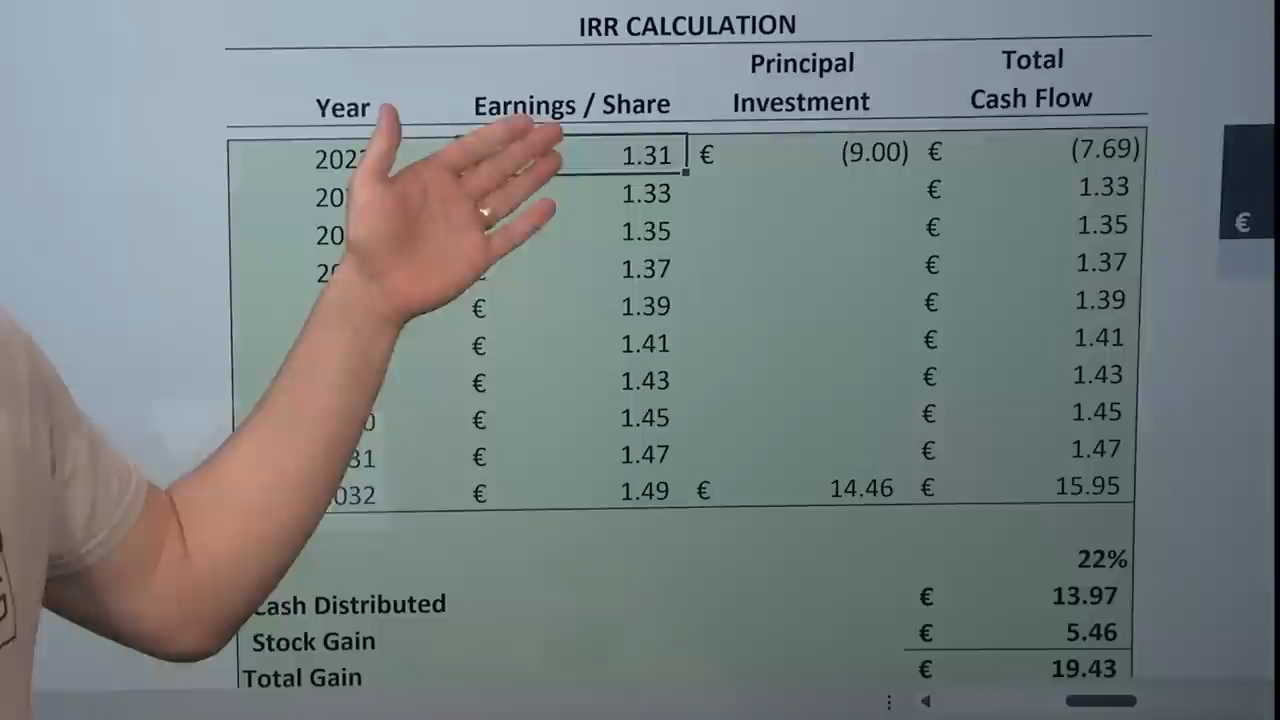 IRR CALCULATION
Principal Total
Year Earnings / Share Investment Cash Flow
1.31 € (9.00) € (7.69)
1.33 € 1.33
1.35 € 1.35
1.37 € 1.37
€ 1.39 € 1.39
€ 1.41 € 1.41
€ 1.43 € 1.43
€ 1.45 € 1.45
€ 1.47 € 1.47
€ 1.49 € 14.46 € 15.95
22%
Cash Distributed € 13.97
Stock Gain € 5.46
Total Gain € 19.43
€